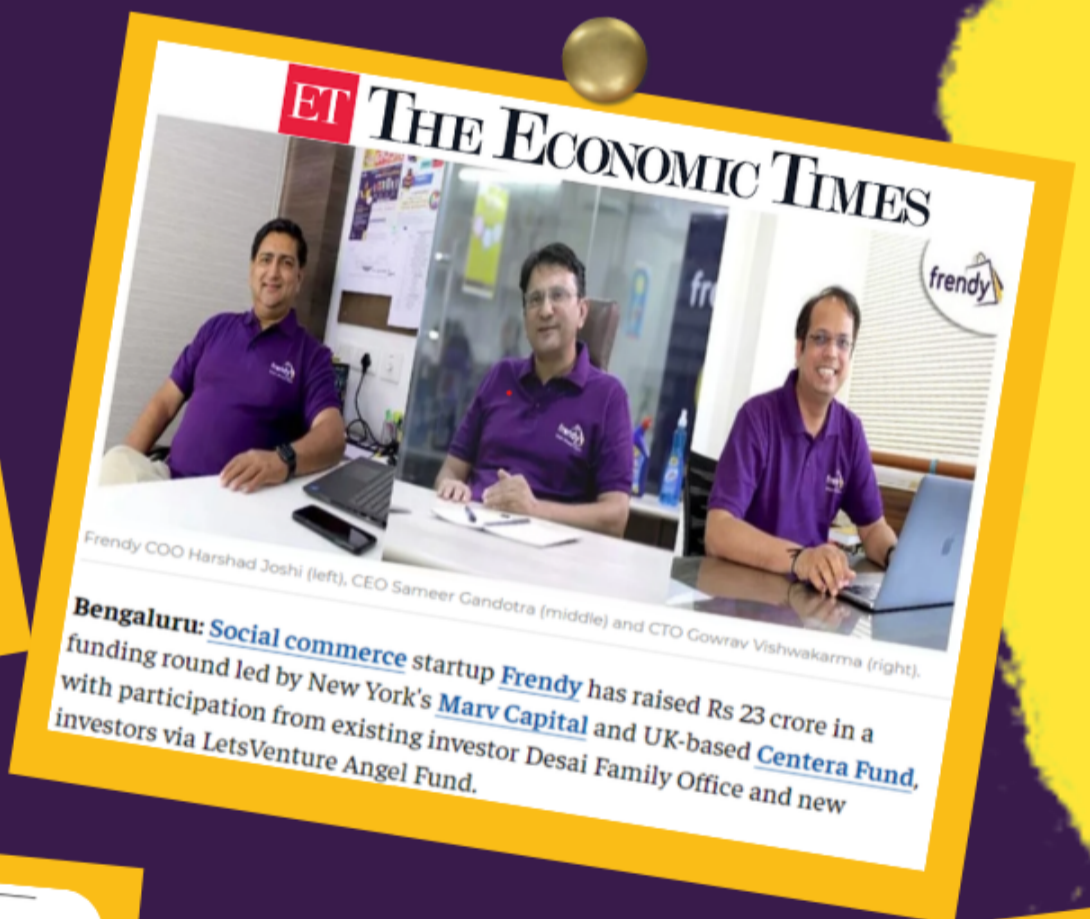 ET THE ECONOMIC TIMES
frendy
Frendy COO Harshad Joshi (left), CEO Sameer Gandotra (middle) and CTO Gowrav Vishwakarma (right).
Bengaluru: Social commerce startup Frendy has raised Rs 23 crore in a
funding round led by New York's Marv Capital and UK-based Centera Fund,
with participation from existing investor Desai Family Office and new
investors via LetsVenture Angel Fund.